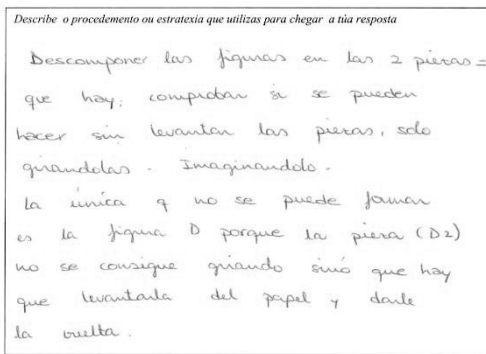 Describe o procedemento ou estratexia que utilizas para chegar a túa resposta
Descomponer las figuras en las 2 piezas =
que hay; comprobar si se pueden
hacer sin levantar las piezas, solo
girandolas. Imaginandolo.
La única q no se puede formar
es la figura D porque la pieza (D2)
no se consigue girando sinó que hay
que levantarla del papel y darle
la vuelta.